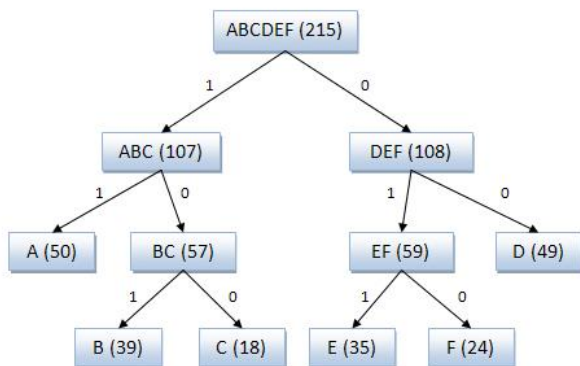 ABCDEF (215)
1 0
ABC (107) DEF (108)
1 0 1 0
A (50) BC (57) EF (59) D (49)
1 0 1 0
B (39) C (18) E (35) F (24)